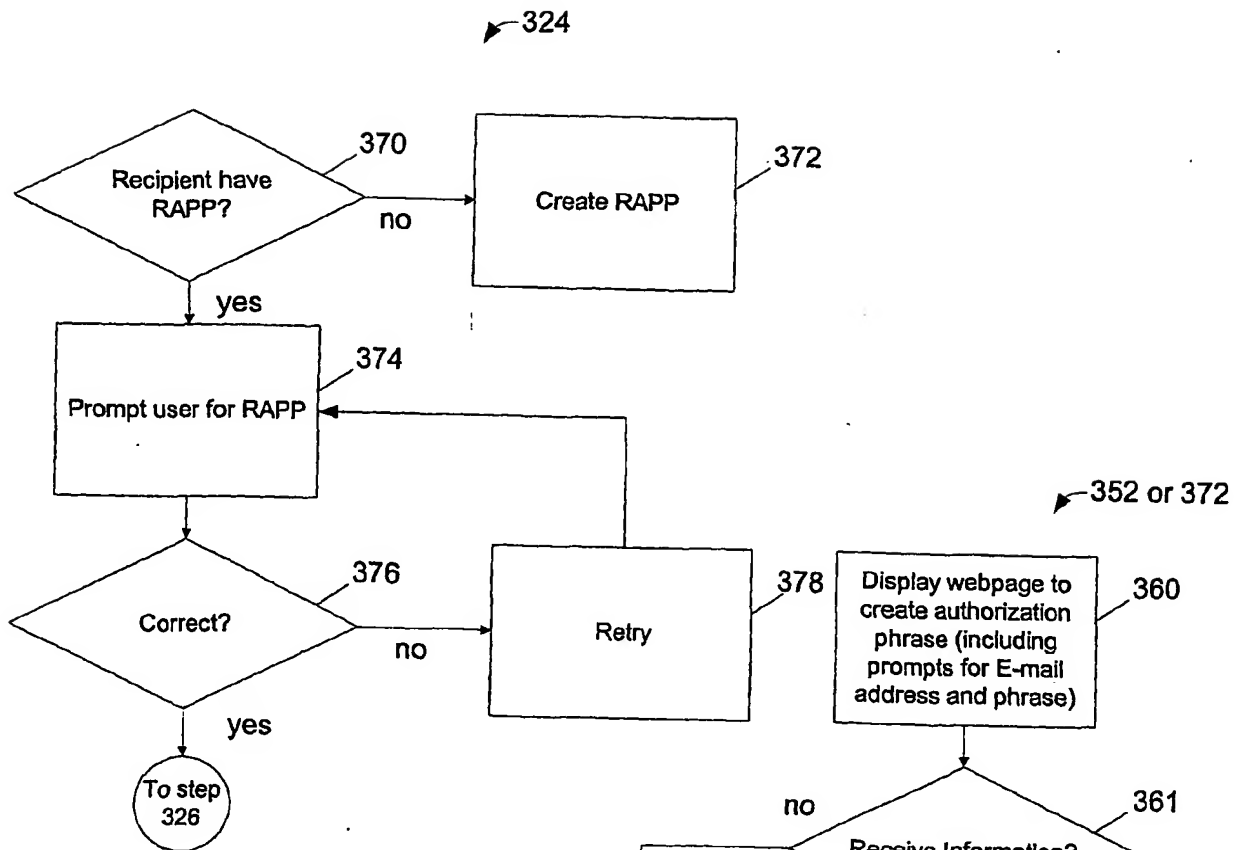 324
Recipient have
RAPP?
370
no
Create RAPP
372
yes
Prompt user for RAPP
374
Correct?
376
no
Retry
378
yes
To step
326
352 or 372
Display webpage to
create authorization
phrase (including
prompts for E-mail
address and phrase)
360
no
361
Receive Information?